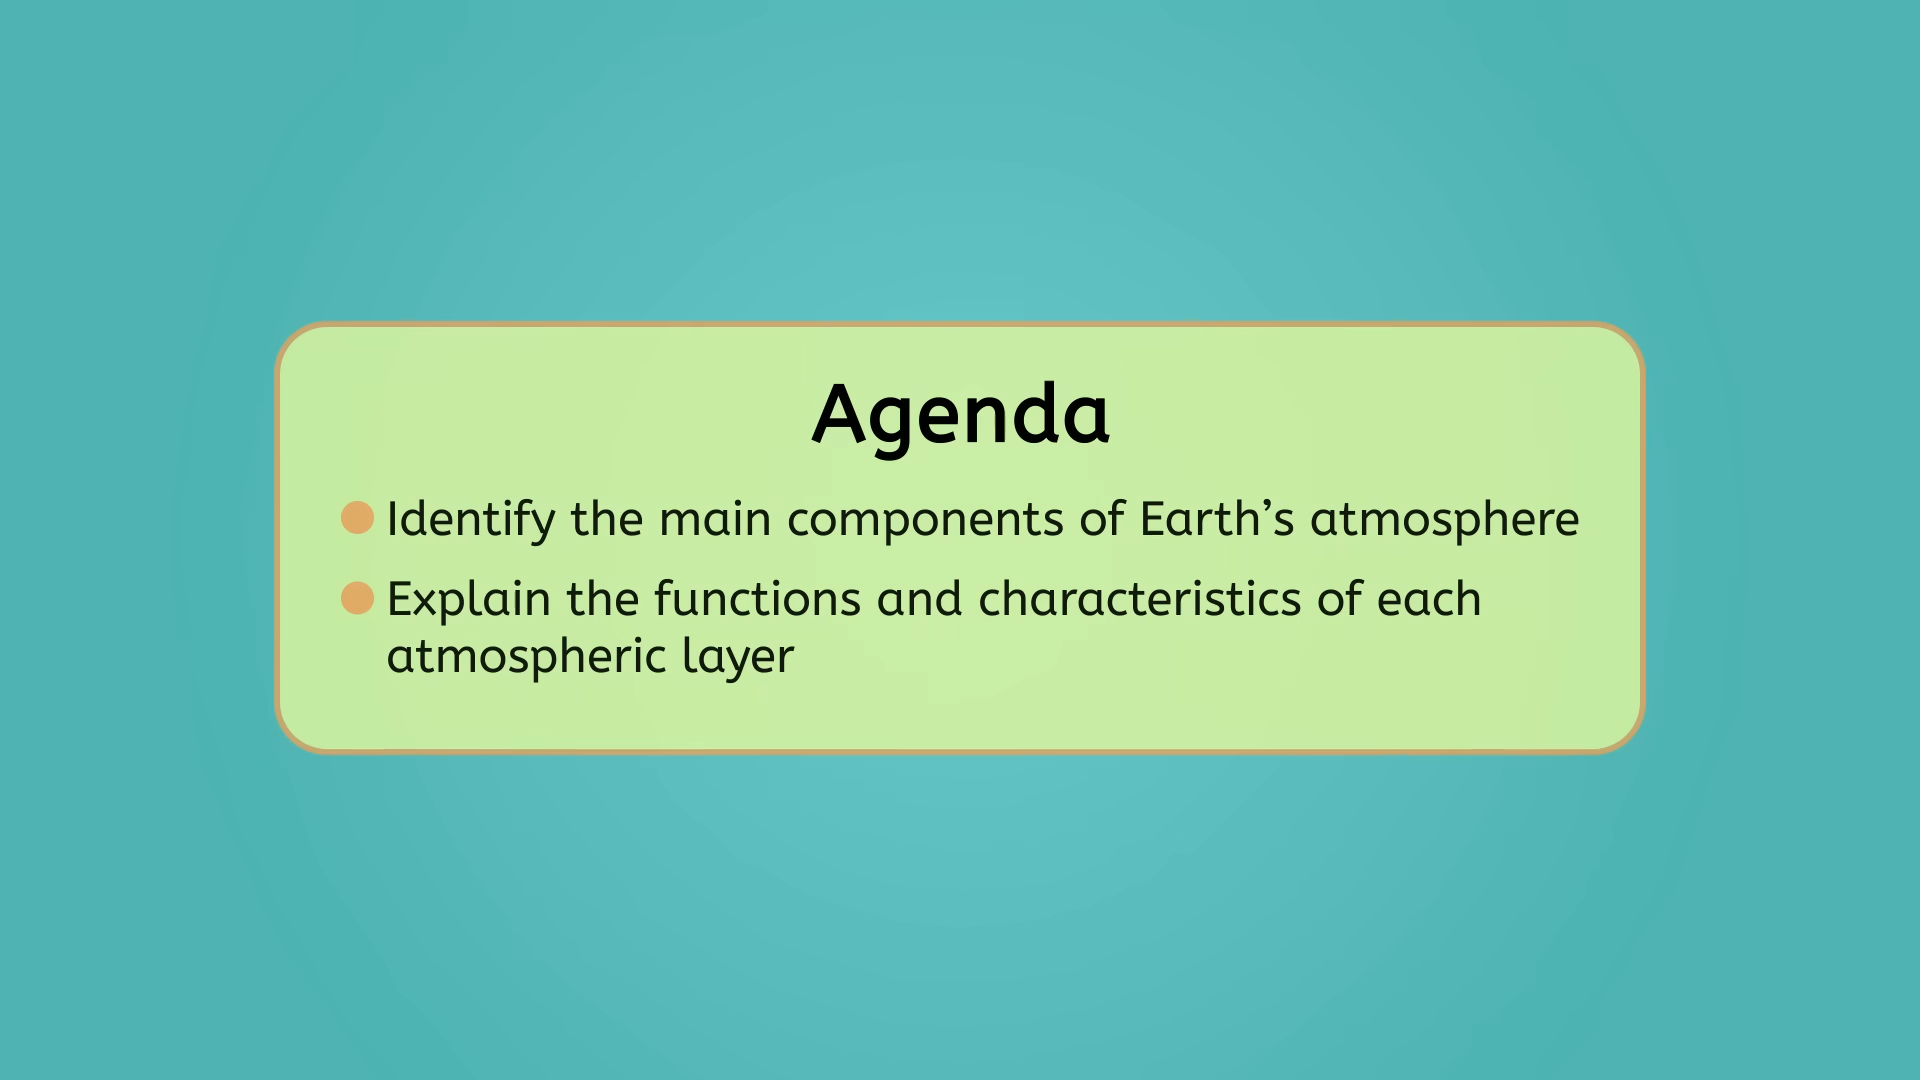 Agenda
Identify the main components of Earth’s atmosphere
Explain the functions and characteristics of each
atmospheric layer